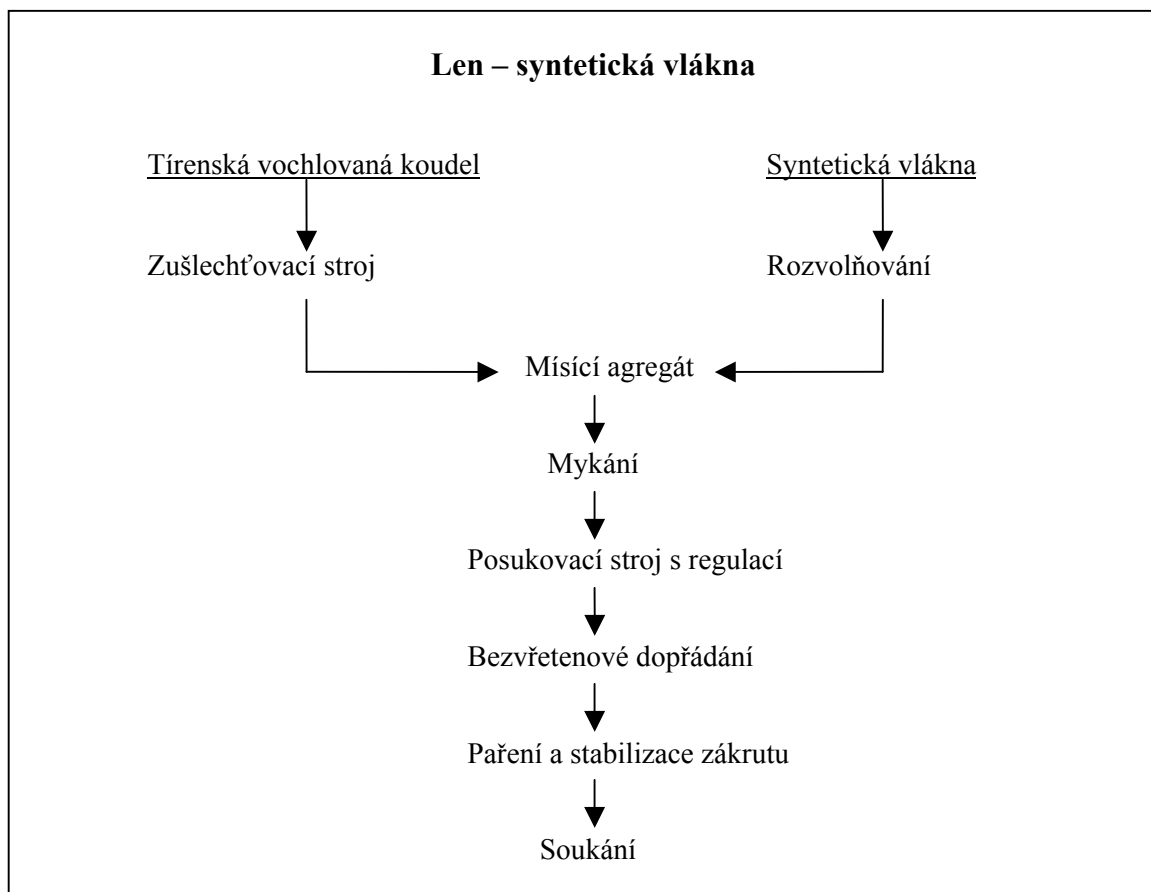 Len – syntetická vlákna
Tírenská vochlovaná koudel
Syntetická vlákna
Zušlechťovací stroj
Rozvolňování
Mísící agregát
Mykání
Posukovací stroj s regulací
Bezvřetenové dopřádání
Paření a stabilizace zákrutu
Soukání